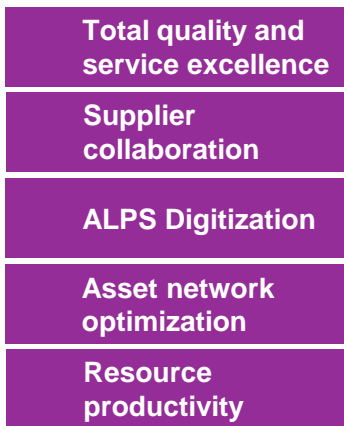 Total quality and
service excellence
Supplier
collaboration
ALPS Digitization
Asset network
optimization
Resource
productivity